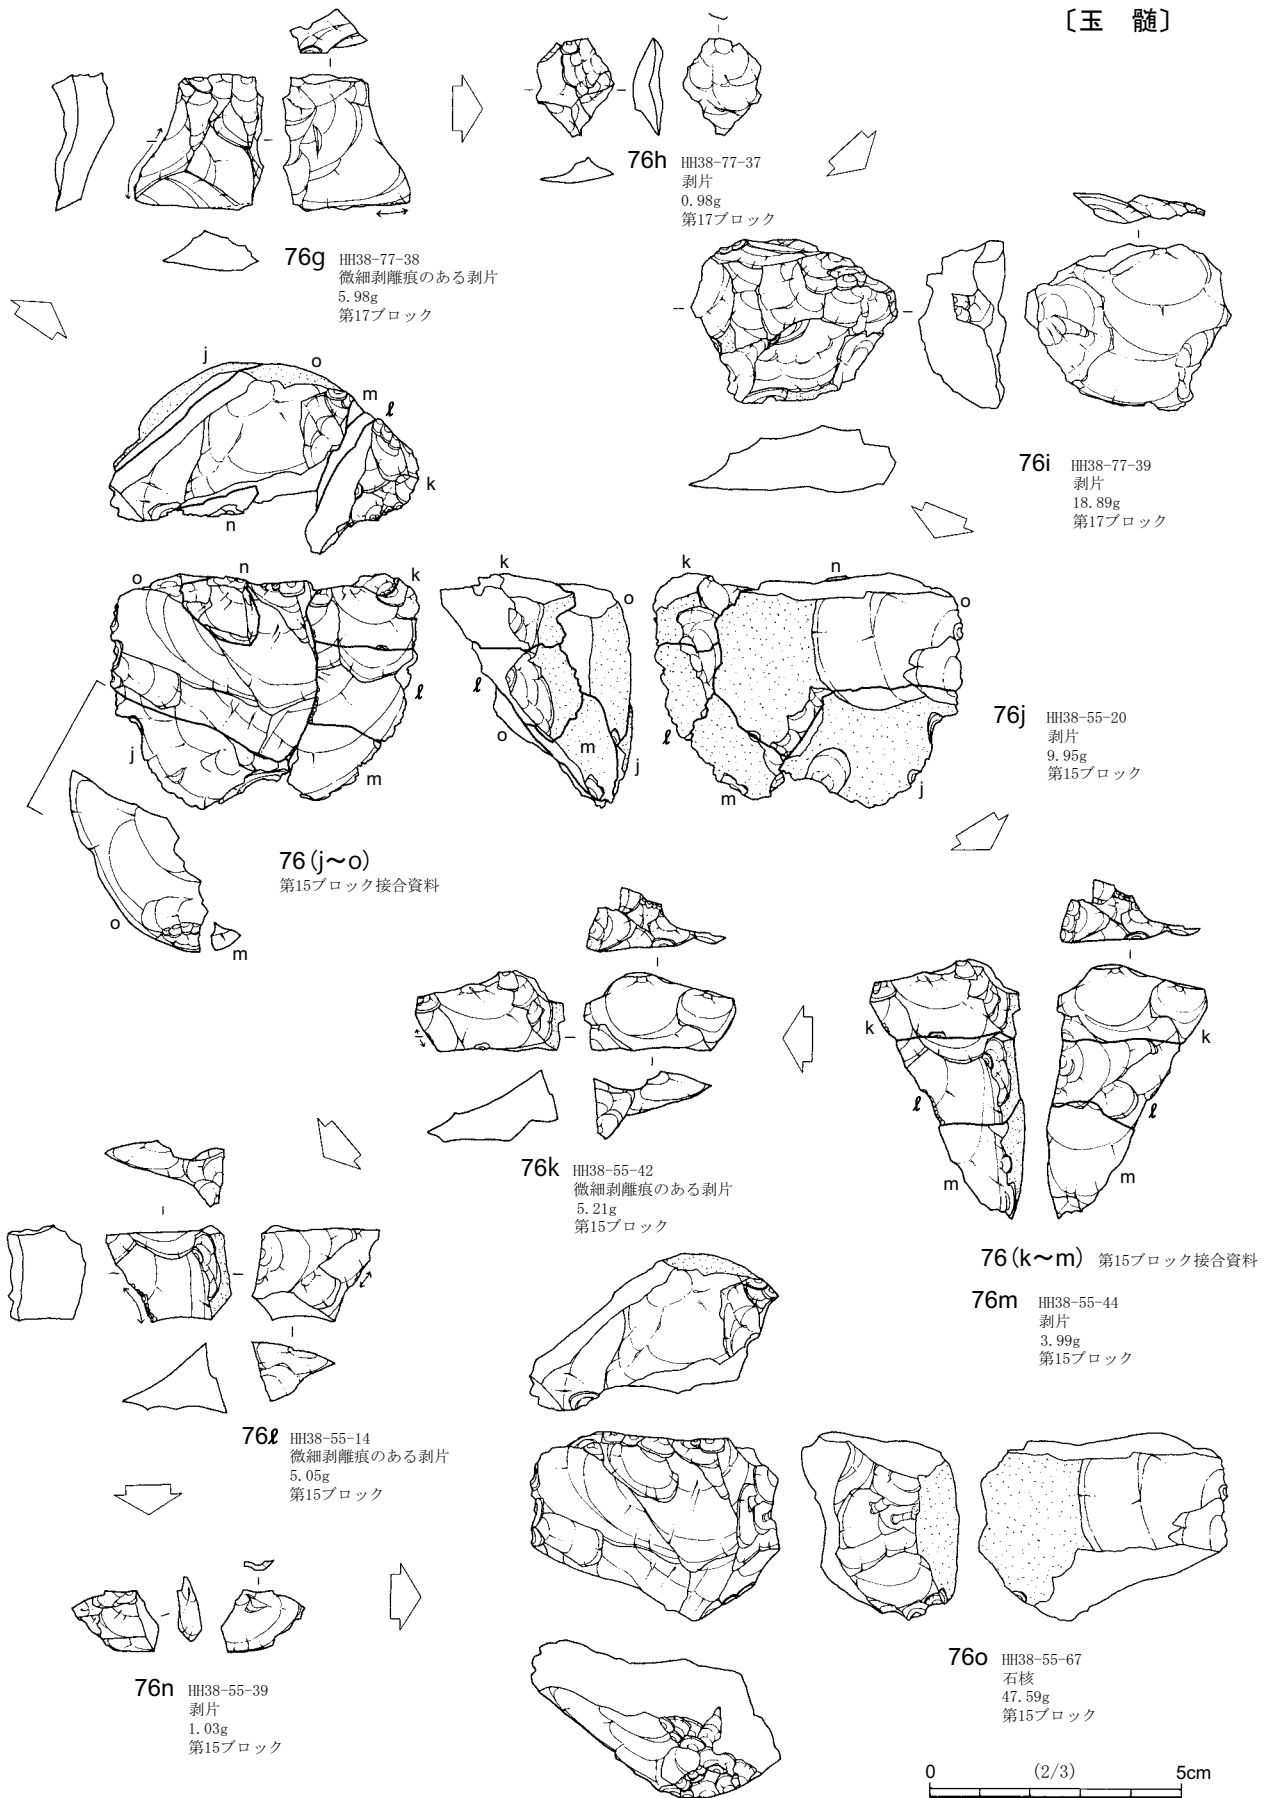 〔玉　髄〕
76g HH38-77-38
微細剥離痕のある剥片
5.98g
第17ブロック
76h HH38-77-37
剥片
0.98g
第17ブロック
76i HH38-77-39
剥片
18.89g
第17ブロック
j
o
m
ℓ
k
n
o
n
k
ℓ
j
m
k
o
ℓ
o
m
j
k
n
o
ℓ
m
j
76j HH38-55-20
剥片
9.95g
第15ブロック
o
m
76(j～o)
第15ブロック接合資料
k
ℓ
m
k
ℓ
m
76k HH38-55-42
微細剥離痕のある剥片
5.21g
第15ブロック
76(k～m) 第15ブロック接合資料
76m HH38-55-44
剥片
3.99g
第15ブロック
76ℓ HH38-55-14
微細剥離痕のある剥片
5.05g
第15ブロック
76n HH38-55-39
剥片
1.03g
第15ブロック
76o HH38-55-67
石核
47.59g
第15ブロック
0 (2/3) 5cm